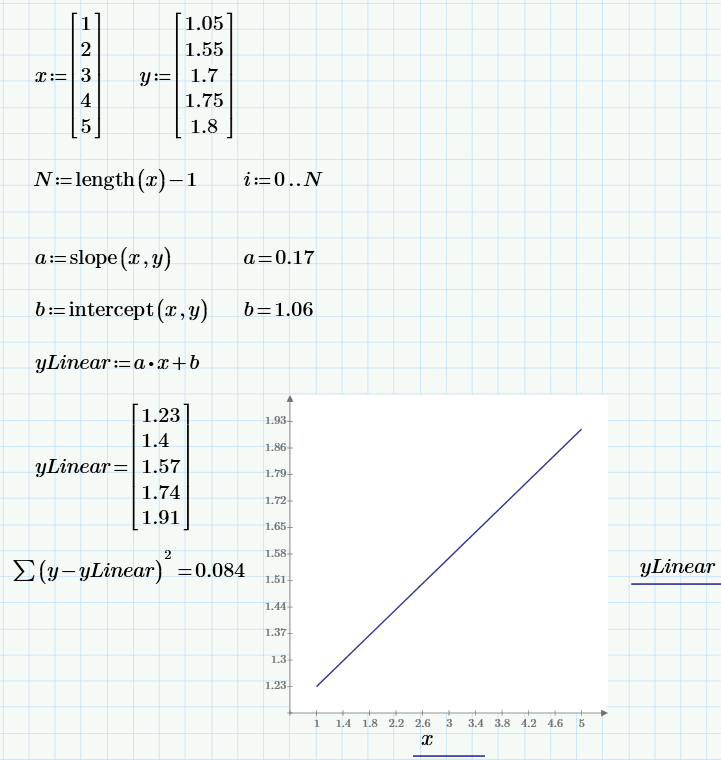 x:=[1 2 3 4 5] y:=[1.05 1.55 1.7 1.75 1.8]
N:=length(x)−1 i:=0..N
a:=slope(x,y) a=0.17
b:=intercept(x,y) b=1.06
yLinear:=a·x+b
yLinear=[1.23 1.4 1.57 1.74 1.91]
∑(y−yLinear)²=0.084
1.93
1.86
1.79
1.72
1.65
1.58
1.51
1.44
1.37
1.3
1.23
1 1.4 1.8 2.2 2.6 3 3.4 3.8 4.2 4.6 5
x
yLinear